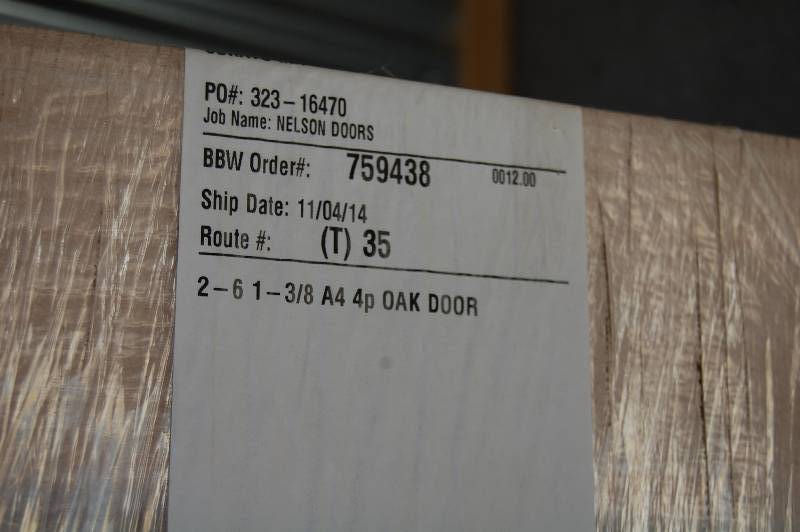 PO#: 323-16470
Job Name: NELSON DOORS
BBW Order#: 759438 0012.00
Ship Date: 11/04/14
Route #: (T) 35
2-6 1-3/8 A4 4p OAK DOOR